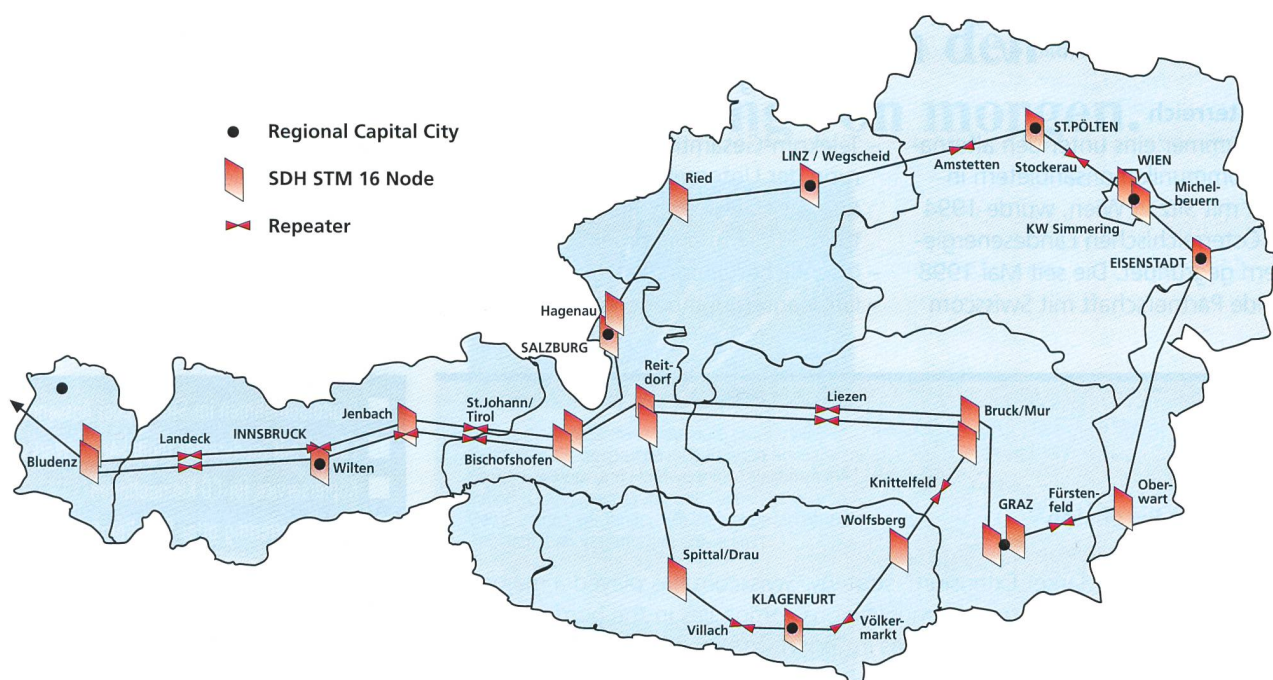 Regional Capital City
SDH STM 16 Node
Repeater
Ried
LINZ / Wegscheid
Amstetten
ST.PÖLTEN
Stockerau
WIEN
Michel-
beuern
KW Simmering
EISENSTADT
Hagenau
SALZBURG
Reit-
dorf
Liezen
Bruck/Mur
St.Johann/
Tirol
Jenbach
INNSBRUCK
Landeck
Bludenz
Wilten
Bischofshofen
Knittelfeld
GRAZ
Fürsten-
feld
Ober-
wart
Wolfsberg
Spittal/Drau
KLAGENFURT
Villach
Völker-
markt